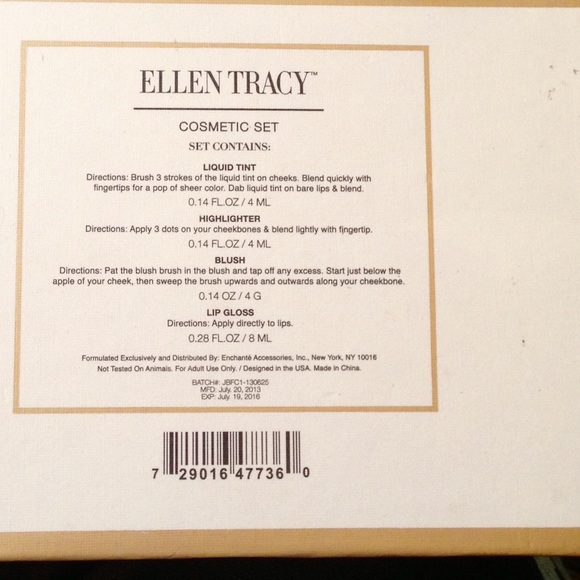 ELLEN TRACY™
COSMETIC SET
SET CONTAINS:
LIQUID TINT
Directions: Brush 3 strokes of the liquid tint on cheeks. Blend quickly with
fingertips for a pop of sheer color. Dab liquid tint on bare lips & blend.
0.14 FL.OZ / 4 ML
HIGHLIGHTER
Directions: Apply 3 dots on your cheekbones & blend lightly with fingertip.
0.14 FL.OZ / 4 ML
BLUSH
Directions: Pat the blush brush in the blush and tap off any excess. Start just below the
apple of your cheek, then sweep the brush upwards and outwards along your cheekbone.
0.14 OZ / 4 G
LIP GLOSS
Directions: Apply directly to lips.
0.28 FL.OZ / 8 ML
Formulated Exclusively and Distributed By: Enchanté Accessories, Inc., New York, NY 10016
Not Tested On Animals. For Adult Use Only. / Designed in the USA. Made in China.
BATCH#: JBFC1-130625
MFD: July. 20, 2013
EXP: July. 19, 2016
7 29016 47736 0